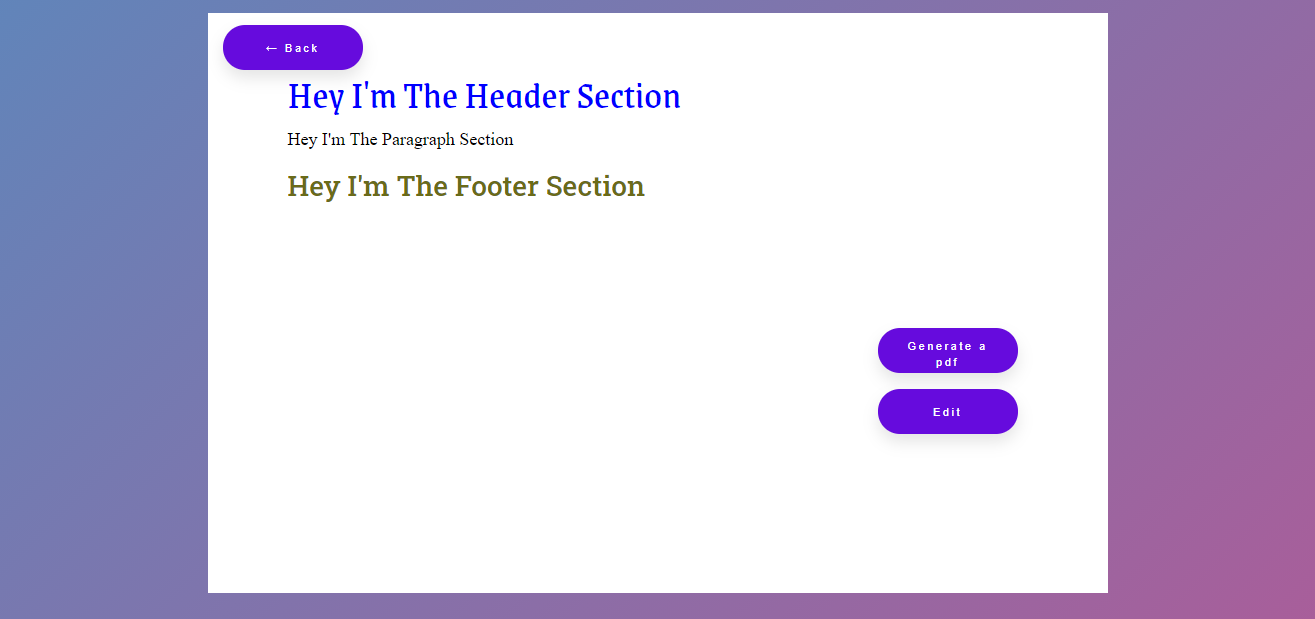 ← Back
Hey I'm The Header Section
Hey I'm The Paragraph Section
Hey I'm The Footer Section
Generate a
pdf
Edit